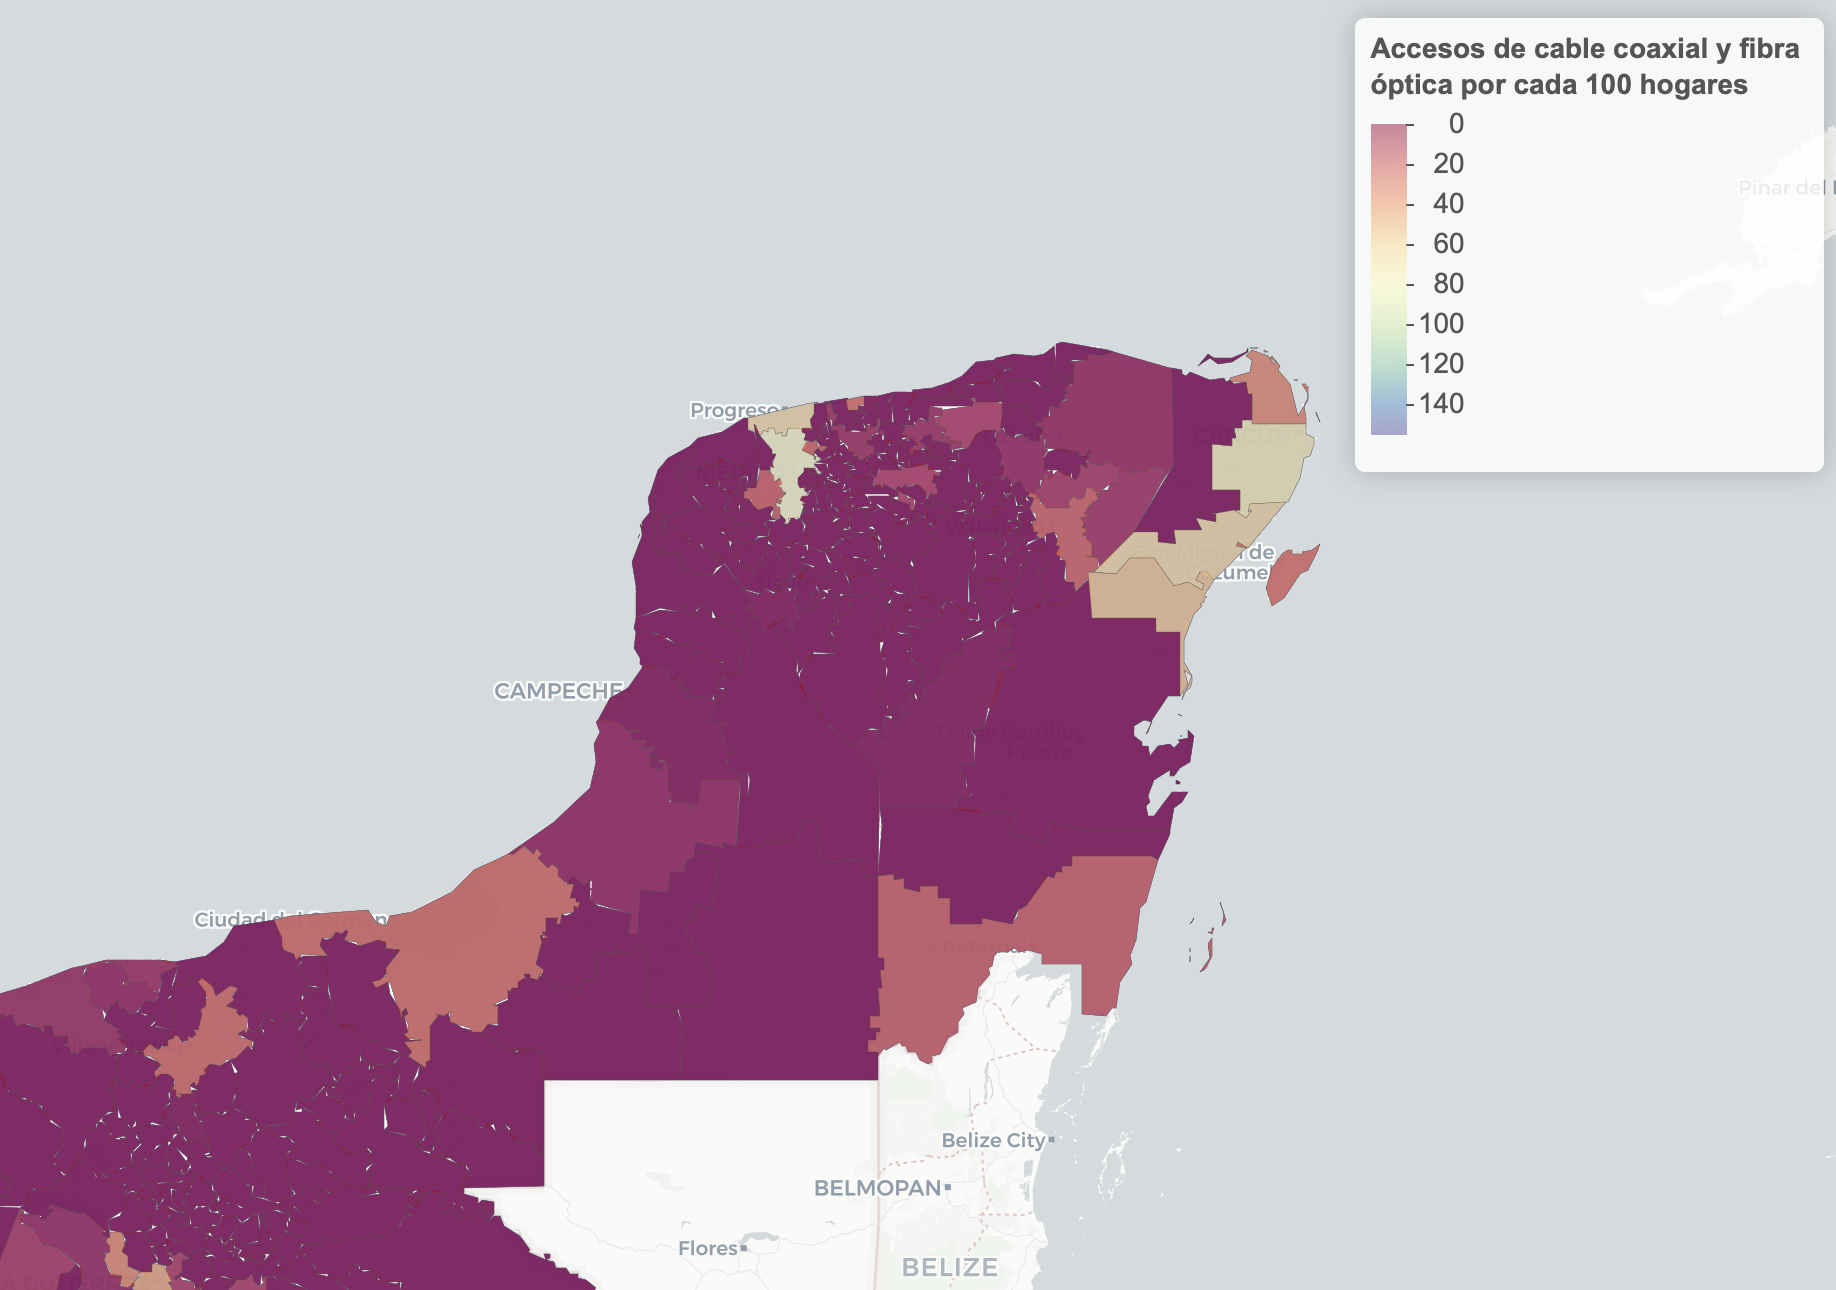 Accesos de cable coaxial y fibra
óptica por cada 100 hogares
0
20
40
60
80
100
120
140
Pinar del
Progreso
CANCUN
Valladolid
San Miguel de
Cozumel
CAMPECHE
Felipe Carrillo
Puerto
Ciudad del Carmen
Chetumal
Belize City
BELMOPAN
Flores
BELIZE